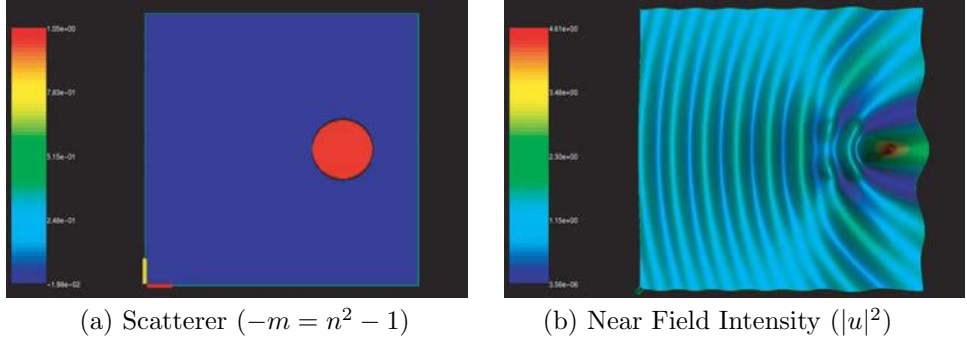 1.05e+00
7.83e-01
5.15e-01
2.48e-01
-1.98e-02
4.61e+00
3.46e+00
2.30e+00
1.15e+00
3.56e-06
(a) Scatterer (−m = n² − 1)
(b) Near Field Intensity (|u|²)